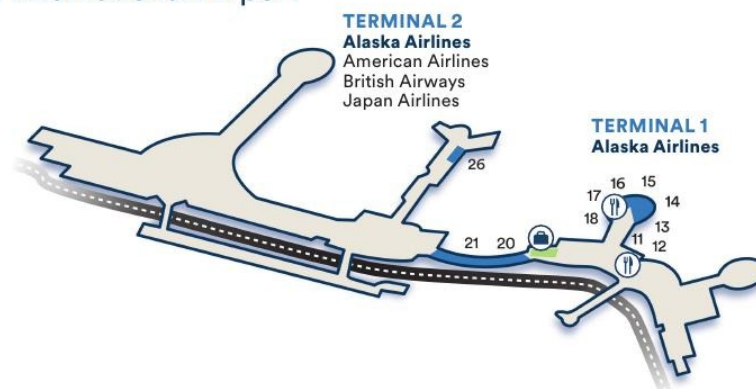 TERMINAL 2
Alaska Airlines
American Airlines
British Airways
Japan Airlines
TERMINAL 1
Alaska Airlines
26
16 15
17 14
18 13
11
12
21 20